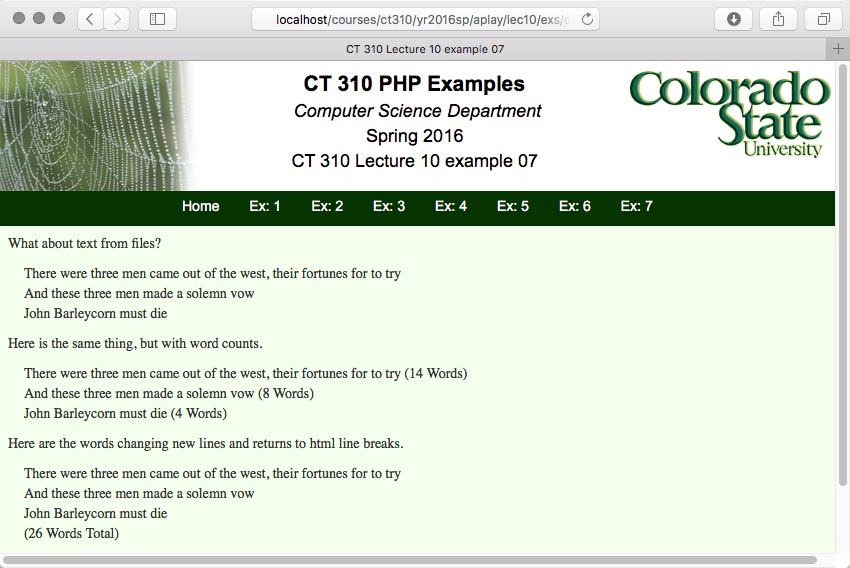 localhost/courses/ct310/yr2016sp/aplay/lec10/exs/
CT 310 Lecture 10 example 07
CT 310 PHP Examples
Computer Science Department
Spring 2016
CT 310 Lecture 10 example 07
Colorado
State
University
Home Ex: 1 Ex: 2 Ex: 3 Ex: 4 Ex: 5 Ex: 6 Ex: 7
What about text from files?
There were three men came out of the west, their fortunes for to try
And these three men made a solemn vow
John Barleycorn must die
Here is the same thing, but with word counts.
There were three men came out of the west, their fortunes for to try (14 Words)
And these three men made a solemn vow (8 Words)
John Barleycorn must die (4 Words)
Here are the words changing new lines and returns to html line breaks.
There were three men came out of the west, their fortunes for to try
And these three men made a solemn vow
John Barleycorn must die
(26 Words Total)